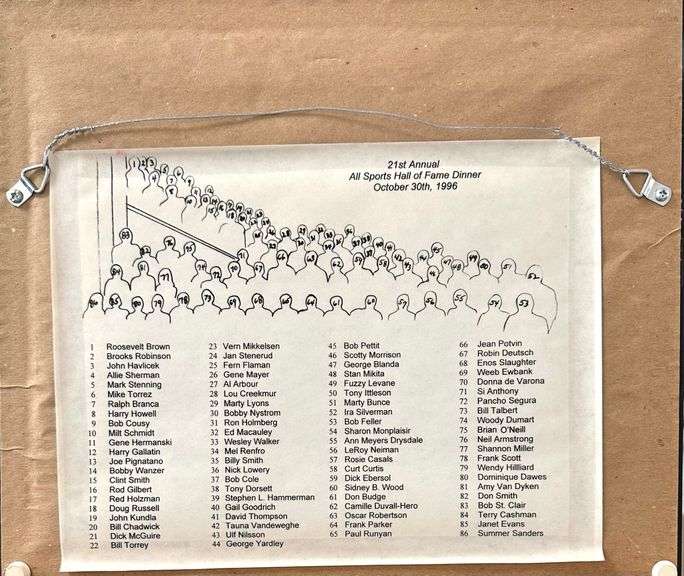 21st Annual
All Sports Hall of Fame Dinner
October 30th, 1996
1 Roosevelt Brown
2 Brooks Robinson
3 John Havlicek
4 Allie Sherman
5 Mark Stenning
6 Mike Torrez
7 Ralph Branca
8 Harry Howell
9 Bob Cousy
10 Milt Schmidt
11 Gene Hermanski
12 Harry Gallatin
13 Joe Pignatano
14 Bobby Wanzer
15 Clint Smith
16 Rod Gilbert
17 Red Holzman
18 Doug Russell
19 John Kundla
20 Bill Chadwick
21 Dick McGuire
22 Bill Torrey
23 Vern Mikkelsen
24 Jan Stenerud
25 Fern Flaman
26 Gene Mayer
27 Al Arbour
28 Lou Creekmur
29 Marty Lyons
30 Bobby Nystrom
31 Ron Holmberg
32 Ed Macauley
33 Wesley Walker
34 Mel Renfro
35 Billy Smith
36 Nick Lowery
37 Bob Cole
38 Tony Dorsett
39 Stephen L. Hammerman
40 Gail Goodrich
41 David Thompson
42 Tauna Vandeweghe
43 Ulf Nilsson
44 George Yardley
45 Bob Pettit
46 Scotty Morrison
47 George Blanda
48 Stan Mikita
49 Fuzzy Levane
50 Tony Ittleson
51 Marty Bunce
52 Ira Silverman
53 Bob Feller
54 Sharon Monplaisir
55 Ann Meyers Drysdale
56 LeRoy Neiman
57 Rosie Casals
58 Curt Curtis
59 Dick Ebersol
60 Sidney B. Wood
61 Don Budge
62 Camille Duvall-Hero
63 Oscar Robertson
64 Frank Parker
65 Paul Runyan
66 Jean Potvin
67 Robin Deutsch
68 Enos Slaughter
69 Weeb Ewbank
70 Donna de Varona
71 Si Anthony
72 Pancho Segura
73 Bill Talbert
74 Woody Dumart
75 Brian O'Neill
76 Neil Armstrong
77 Shannon Miller
78 Frank Scott
79 Wendy Hillliard
80 Dominique Dawes
81 Amy Van Dyken
82 Don Smith
83 Bob St. Clair
84 Terry Cashman
85 Janet Evans
86 Summer Sanders